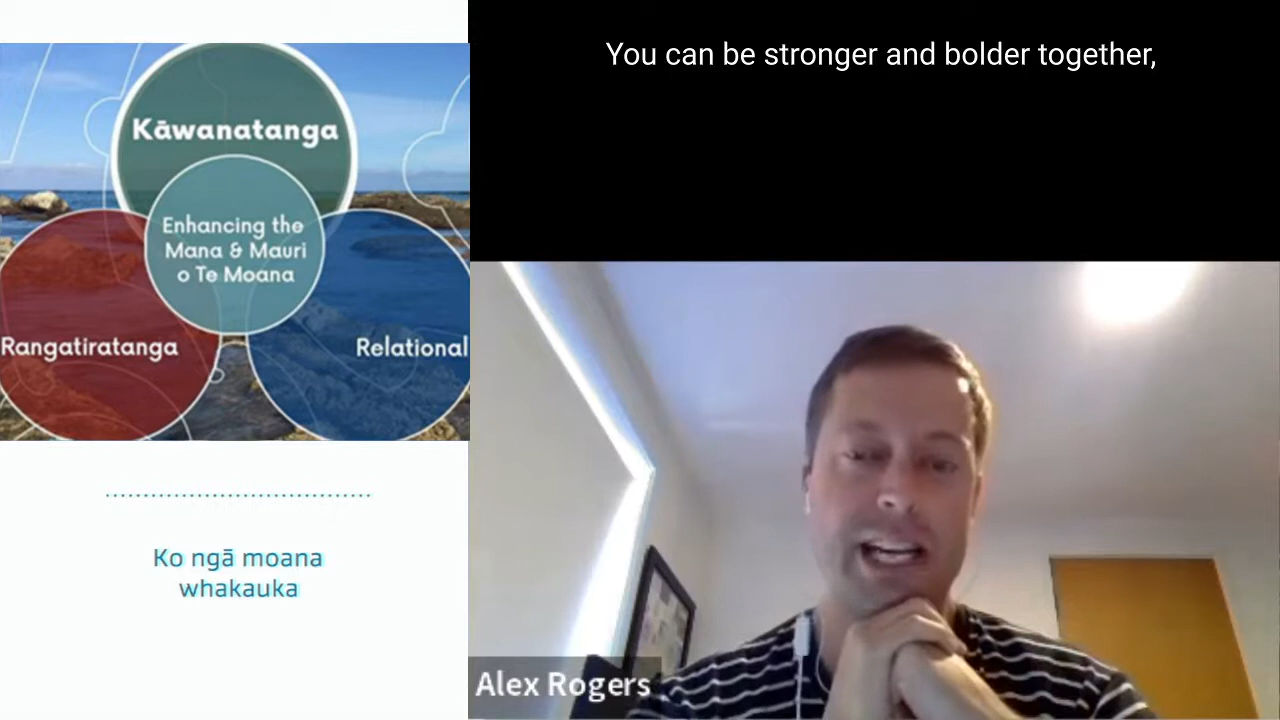 You can be stronger and bolder together,
Kāwanatanga
Enhancing the
Mana & Mauri
o Te Moana
Rangatiratanga
Relational
Ko ngā moana
whakauka
Alex Rogers